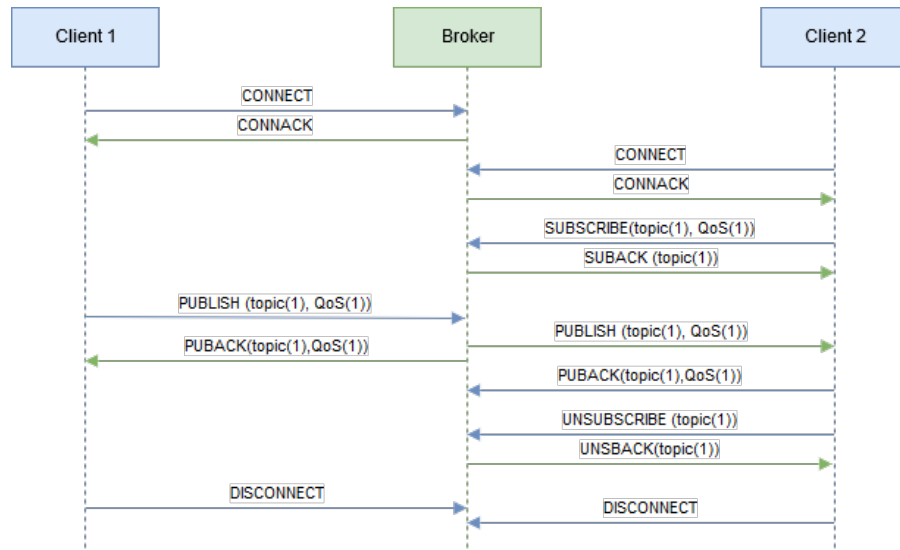 Client 1
Broker
Client 2
CONNECT
CONNACK
CONNECT
CONNACK
SUBSCRIBE(topic(1), QoS(1))
SUBACK (topic(1))
PUBLISH (topic(1), QoS(1))
PUBLISH (topic(1), QoS(1))
PUBACK(topic(1),QoS(1))
PUBACK(topic(1),QoS(1))
UNSUBSCRIBE (topic(1))
UNSBACK(topic(1))
DISCONNECT
DISCONNECT